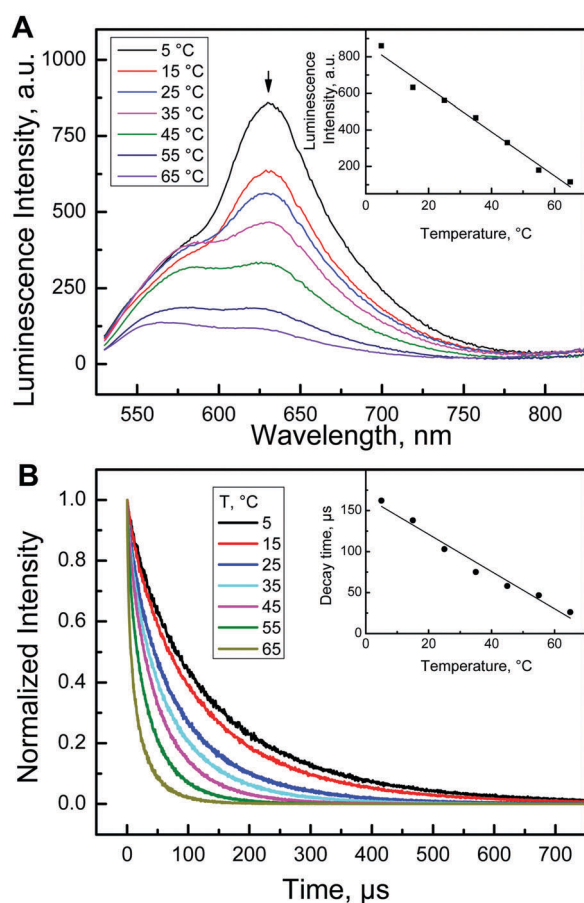 A
Luminescence Intensity, a.u.
1000
750
500
250
0
5 °C
15 °C
25 °C
35 °C
45 °C
55 °C
65 °C
Luminescence
Intensity, a.u.
800
600
400
200
0 20 40 60
Temperature, °C
550 600 650 700 750 800
Wavelength, nm
B
Normalized Intensity
1.0
0.8
0.6
0.4
0.2
0.0
T, °C
5
15
25
35
45
55
65
Decay time, µs
150
100
50
0
0 20 40 60
Temperature, °C
0 100 200 300 400 500 600 700
Time, µs